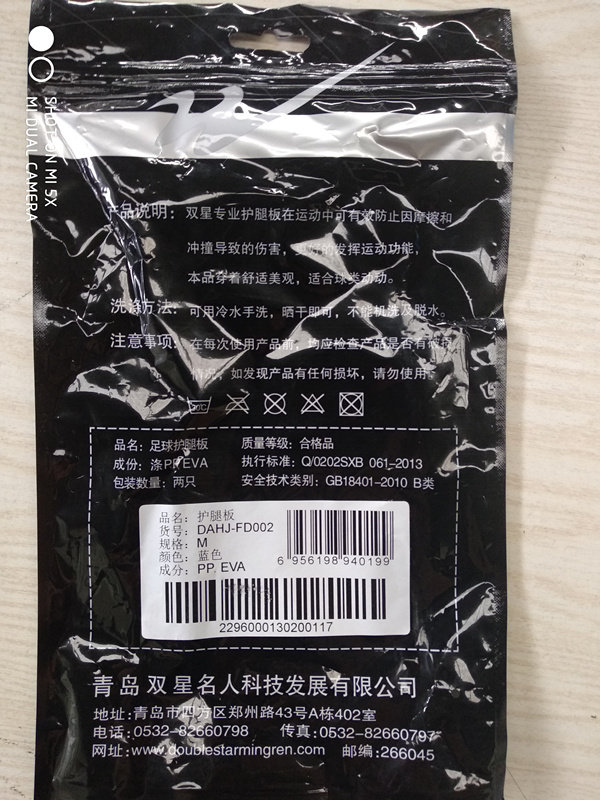 SHOT ON MI 5X
MI DUAL CAMERA
产品说明：双星专业护腿板在运动中可有效防止因摩擦和
冲撞导致的伤害，更好的发挥运动功能，
本品穿着舒适美观，适合球类动动。
洗涤方法：可用冷水手洗，晒干即可，不能机洗及脱水。
注意事项：在每次使用产品前，均应检查产品是否有破损
情况，如发现产品有任何损坏，请勿使用
30℃
品名：足球护腿板 质量等级：合格品
成份：涤PP.EVA 执行标准：Q/0202SXB 061-2013
包装数量：两只 安全技术类别：GB18401-2010 B类
品名：护腿板
货号：DAHJ-FD002
规格：M
颜色：蓝色
成分：PP. EVA
6 956198 940199
2296000130200117
青岛双星名人科技发展有限公司
地址:青岛市四方区郑州路43号A栋402室
电话:0532-82660798 传真:0532-82660797
网址:www.doublestarmingren.com 邮编:266045